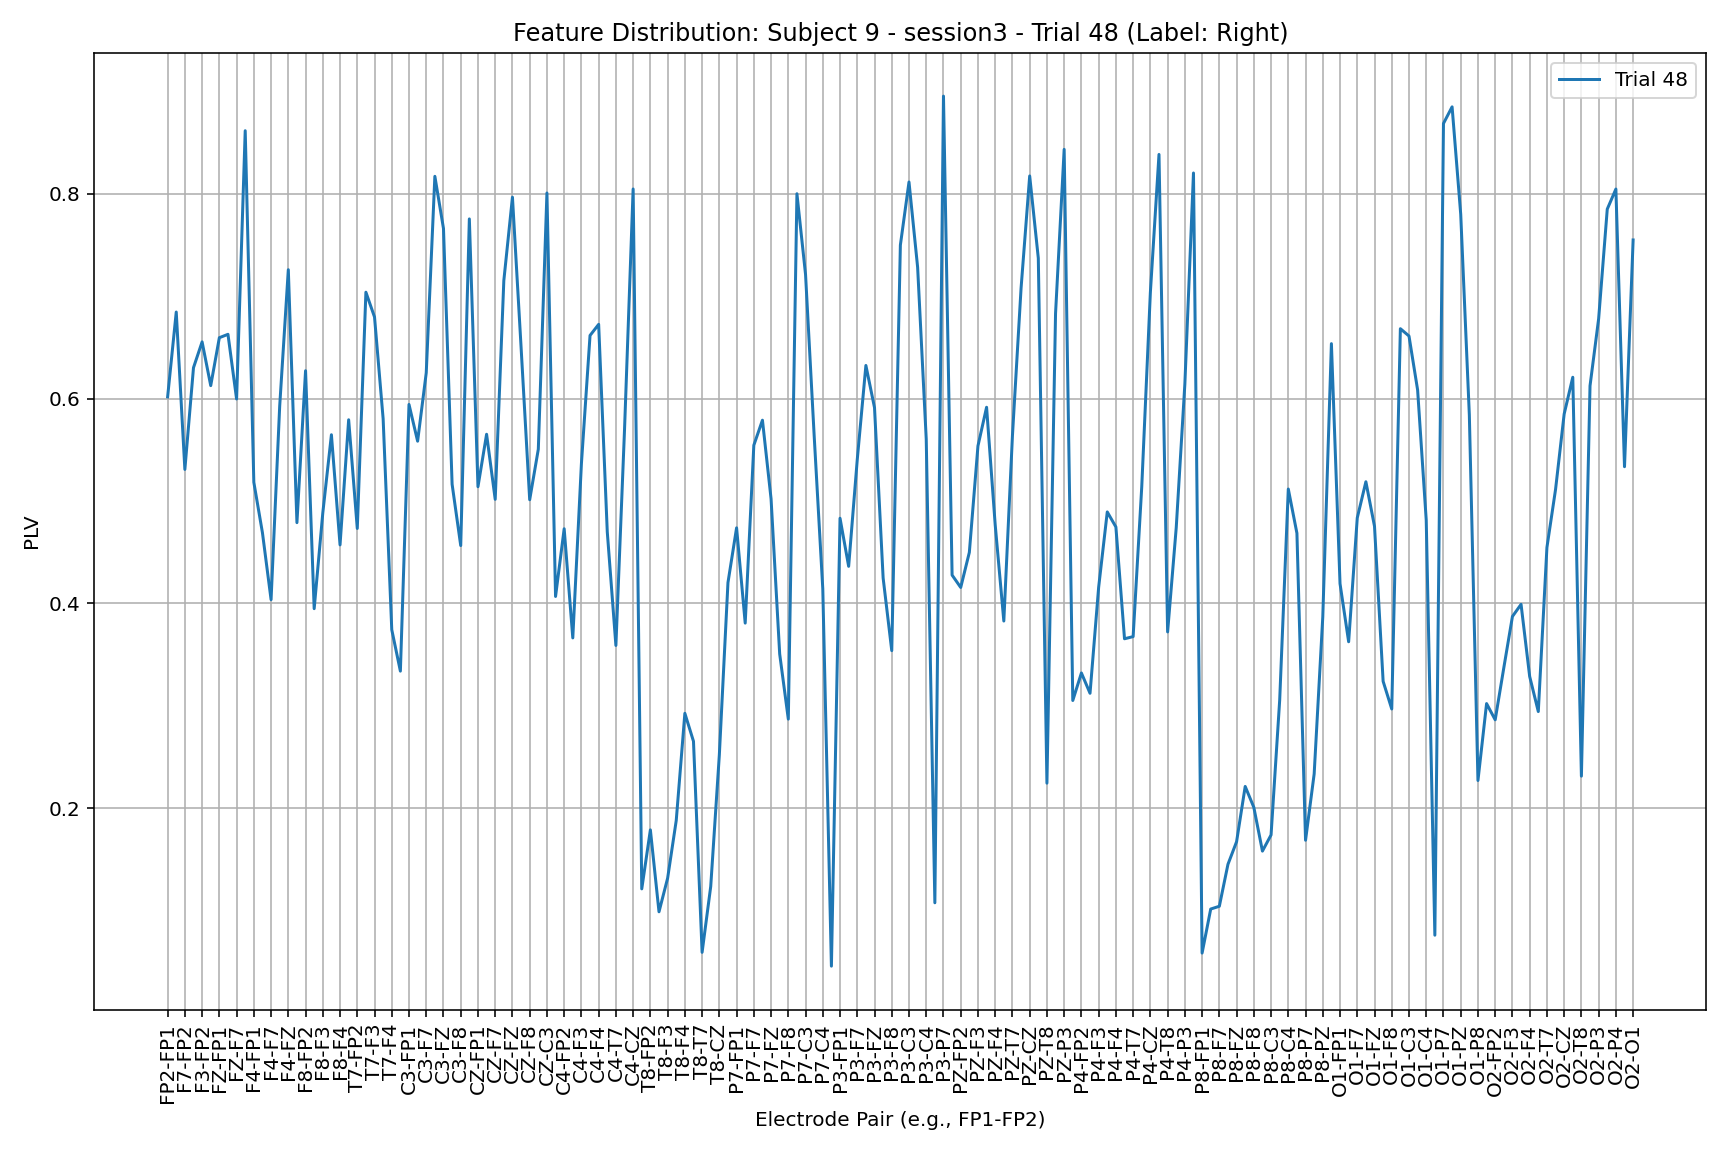 Feature Distribution: Subject 9 - session3 - Trial 48 (Label: Right)
Trial 48
PLV
0.8
0.6
0.4
0.2
FP2-FP1
F7-FP2
F3-FP2
FZ-FP1
FZ-F7
F4-FP1
F4-F7
F4-FZ
F8-FP2
F8-F3
F8-F4
T7-FP2
T7-F3
T7-F4
C3-FP1
C3-F7
C3-FZ
C3-F8
CZ-FP1
CZ-F7
CZ-FZ
CZ-F8
CZ-C3
C4-FP2
C4-F3
C4-F4
C4-T7
C4-CZ
T8-FP2
T8-F3
T8-F4
T8-T7
T8-CZ
P7-FP1
P7-F7
P7-FZ
P7-F8
P7-C3
P7-C4
P3-FP1
P3-F7
P3-FZ
P3-F8
P3-C3
P3-C4
P3-P7
PZ-FP2
PZ-F3
PZ-F4
PZ-T7
PZ-CZ
PZ-T8
PZ-P3
P4-FP2
P4-F3
P4-F4
P4-T7
P4-CZ
P4-T8
P4-P3
P8-FP1
P8-F7
P8-FZ
P8-F8
P8-C3
P8-C4
P8-P7
P8-PZ
O1-FP1
O1-F7
O1-FZ
O1-F8
O1-C3
O1-C4
O1-P7
O1-PZ
O1-P8
O2-FP2
O2-F3
O2-F4
O2-T7
O2-CZ
O2-T8
O2-P3
O2-P4
O2-O1
Electrode Pair (e.g., FP1-FP2)